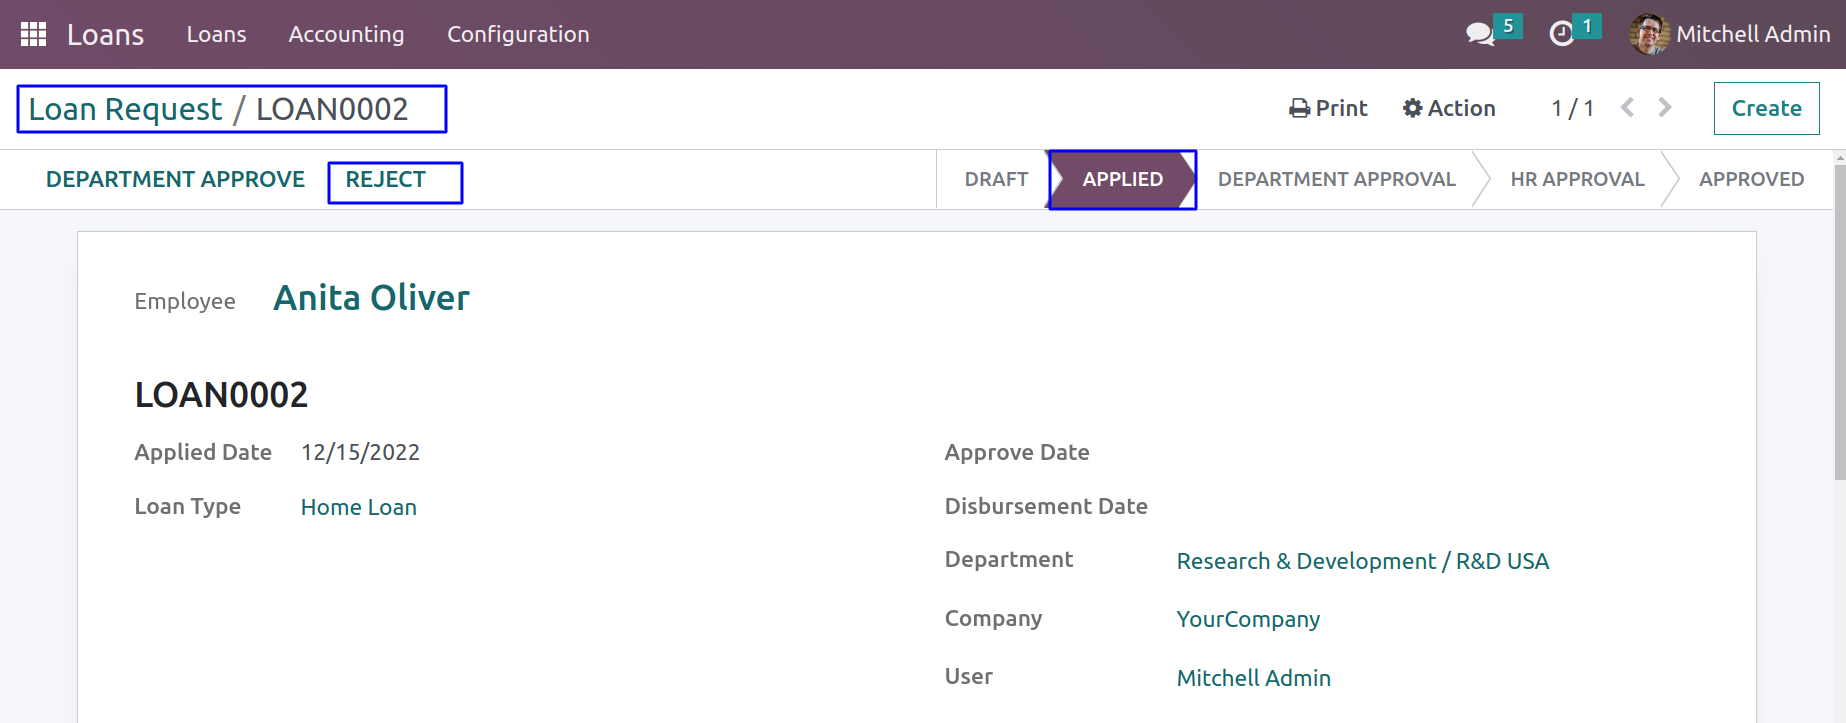 Loans Loans Accounting Configuration 5 1 Mitchell Admin
Loan Request / LOAN0002 Print Action 1 / 1 Create
DEPARTMENT APPROVE REJECT DRAFT APPLIED DEPARTMENT APPROVAL HR APPROVAL APPROVED
Employee Anita Oliver
LOAN0002
Applied Date 12/15/2022 Approve Date
Loan Type Home Loan Disbursement Date
Department Research & Development / R&D USA
Company YourCompany
User Mitchell Admin